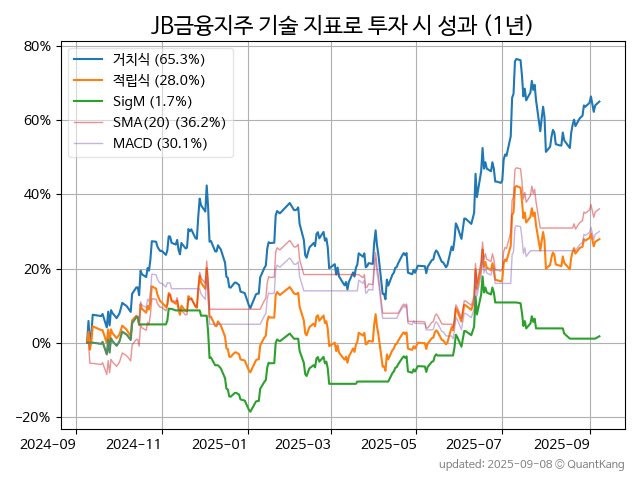 JB금융지주 기술 지표로 투자 시 성과 (1년)
80%
60%
40%
20%
0%
−20%
거치식 (65.3%)
적립식 (28.0%)
SigM (1.7%)
SMA(20) (36.2%)
MACD (30.1%)
2024-09 2024-11 2025-01 2025-03 2025-05 2025-07 2025-09
updated: 2025-09-08 © QuantKang